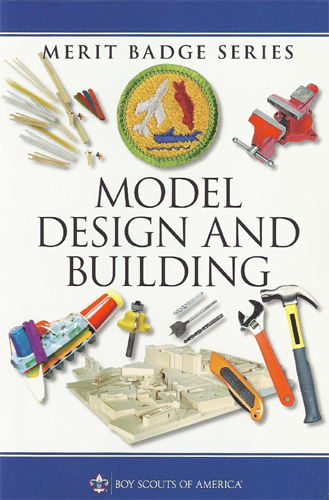 MERIT BADGE SERIES
MODEL
DESIGN AND
BUILDING
BOY SCOUTS OF AMERICA®